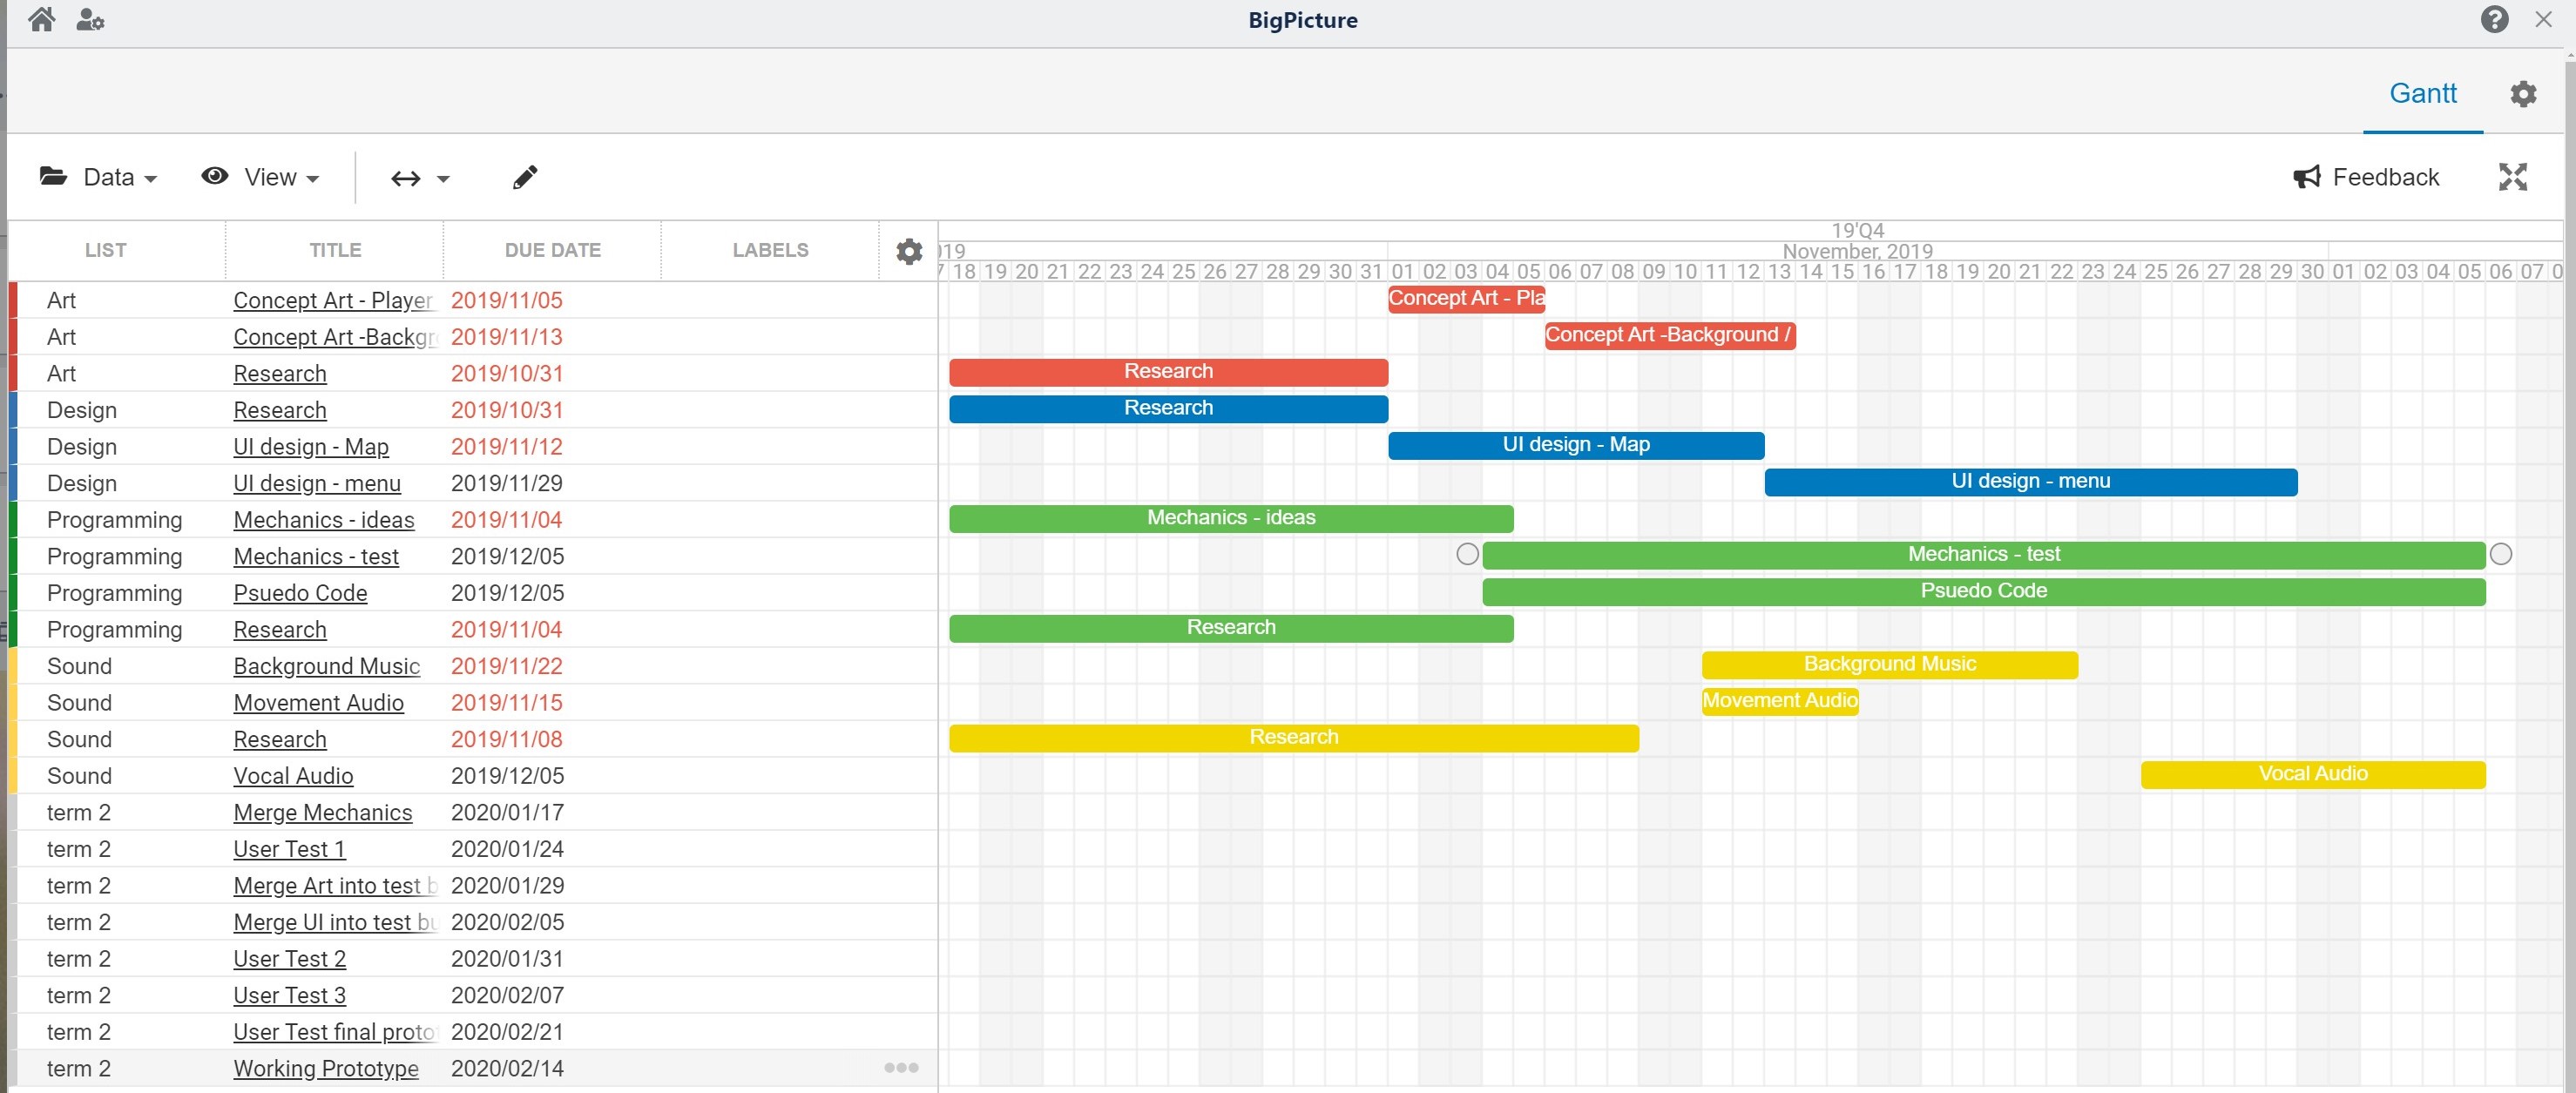 BigPicture
Gantt
Data View Feedback
LIST TITLE DUE DATE LABELS
19'Q4
November, 2019
18 19 20 21 22 23 24 25 26 27 28 29 30 31 01 02 03 04 05 06 07 08 09 10 11 12 13 14 15 16 17 18 19 20 21 22 23 24 25 26 27 28 29 30 01 02 03 04 05 06 07
Art Concept Art - Player 2019/11/05 Concept Art - Pla
Art Concept Art -Backgr 2019/11/13 Concept Art -Background /
Art Research 2019/10/31 Research
Design Research 2019/10/31 Research
Design UI design - Map 2019/11/12 UI design - Map
Design UI design - menu 2019/11/29 UI design - menu
Programming Mechanics - ideas 2019/11/04 Mechanics - ideas
Programming Mechanics - test 2019/12/05 Mechanics - test
Programming Psuedo Code 2019/12/05 Psuedo Code
Programming Research 2019/11/04 Research
Sound Background Music 2019/11/22 Background Music
Sound Movement Audio 2019/11/15 Movement Audio
Sound Research 2019/11/08 Research
Sound Vocal Audio 2019/12/05 Vocal Audio
term 2 Merge Mechanics 2020/01/17
term 2 User Test 1 2020/01/24
term 2 Merge Art into test b 2020/01/29
term 2 Merge UI into test bu 2020/02/05
term 2 User Test 2 2020/01/31
term 2 User Test 3 2020/02/07
term 2 User Test final proto 2020/02/21
term 2 Working Prototype 2020/02/14